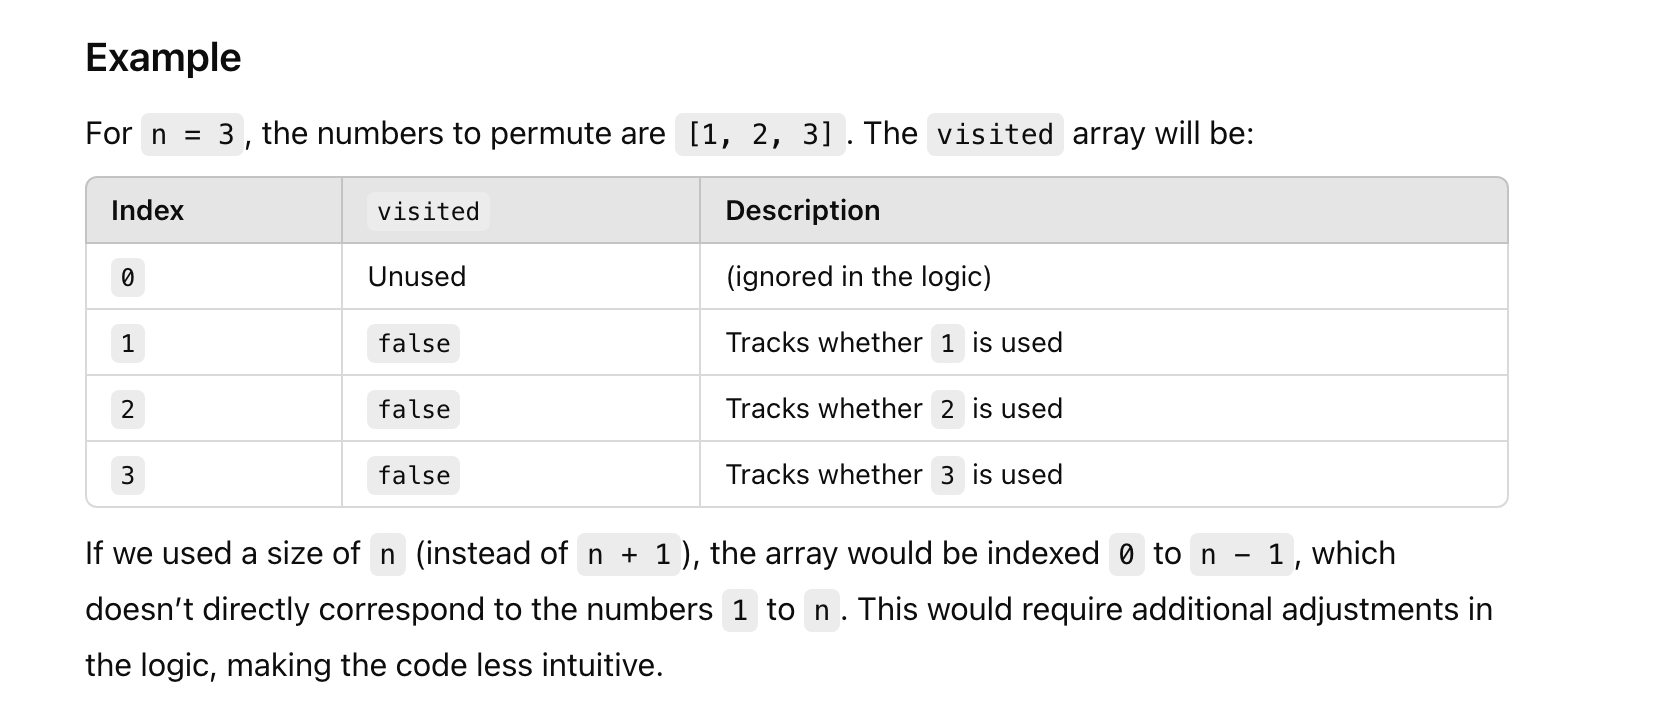 Example
For n = 3, the numbers to permute are [1, 2, 3]. The visited array will be:
Index visited Description
0 Unused (ignored in the logic)
1 false Tracks whether 1 is used
2 false Tracks whether 2 is used
3 false Tracks whether 3 is used
If we used a size of n (instead of n + 1), the array would be indexed 0 to n – 1, which
doesn’t directly correspond to the numbers 1 to n. This would require additional adjustments in
the logic, making the code less intuitive.